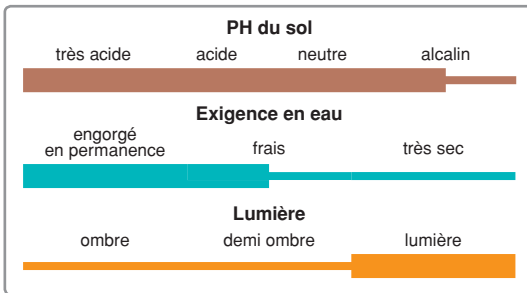 PH du sol
très acide acide neutre alcalin
Exigence en eau
engorgé
en permanence frais très sec
Lumière
ombre demi ombre lumière